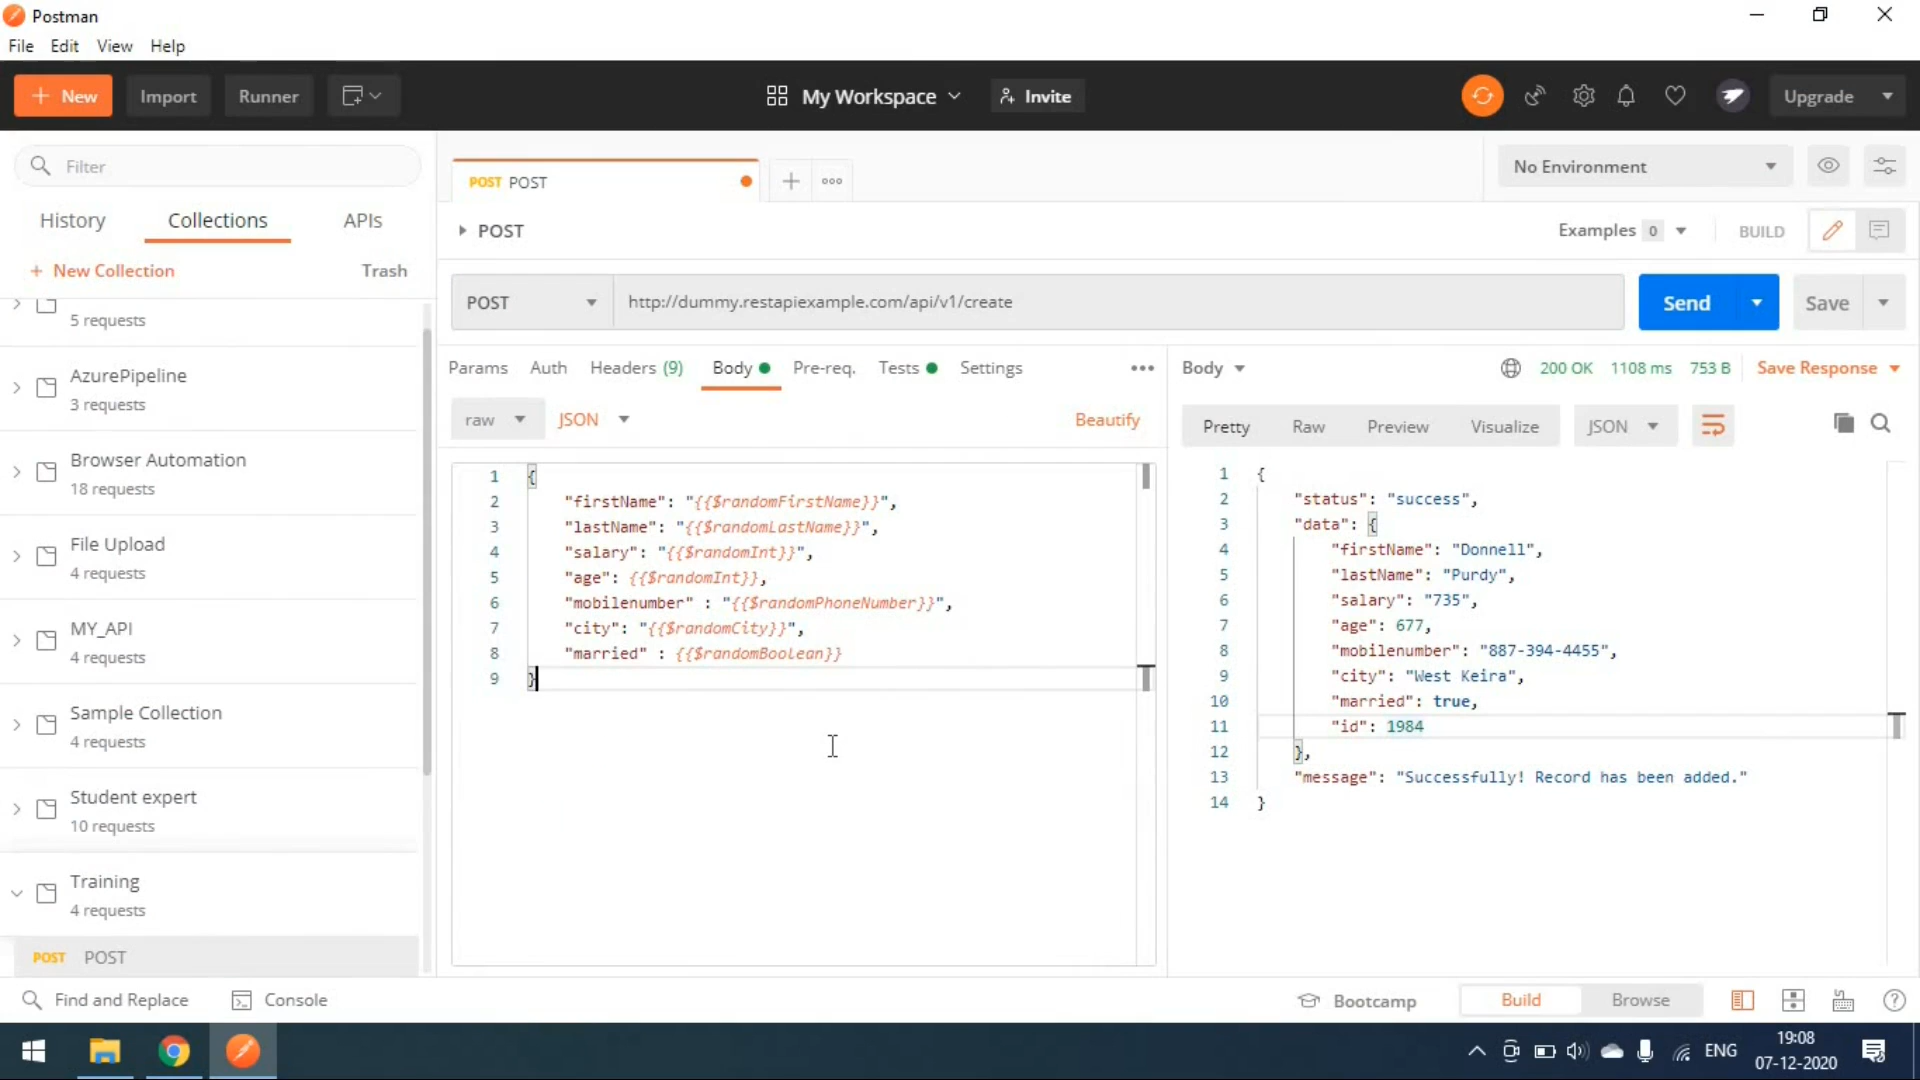 Postman
File Edit View Help
+ New Import Runner My Workspace Invite Upgrade
Filter
History Collections APIs
+ New Collection Trash
5 requests
AzurePipeline
3 requests
Browser Automation
18 requests
File Upload
4 requests
MY_API
4 requests
Sample Collection
4 requests
Student expert
10 requests
Training
4 requests
POST POST
POST POST
No Environment
POST
Examples 0 BUILD
POST http://dummy.restapiexample.com/api/v1/create Send Save
Params Auth Headers (9) Body Pre-req. Tests Settings
raw JSON Beautify
1 {
2 "firstName": "{{$randomFirstName}}",
3 "lastName": "{{$randomLastName}}",
4 "salary": "{{$randomInt}}",
5 "age": {{$randomInt}},
6 "mobilenumber" : "{{$randomPhoneNumber}}",
7 "city": "{{$randomCity}}",
8 "married" : {{$randomBoolean}}
9 }
Body 200 OK 1108 ms 753 B Save Response
Pretty Raw Preview Visualize JSON
1 {
2 "status": "success",
3 "data": {
4 "firstName": "Donnell",
5 "lastName": "Purdy",
6 "salary": "735",
7 "age": 677,
8 "mobilenumber": "887-394-4455",
9 "city": "West Keira",
10 "married": true,
11 "id": 1984
12 },
13 "message": "Successfully! Record has been added."
14 }
Find and Replace Console Bootcamp Build Browse
ENG
19:08
07-12-2020